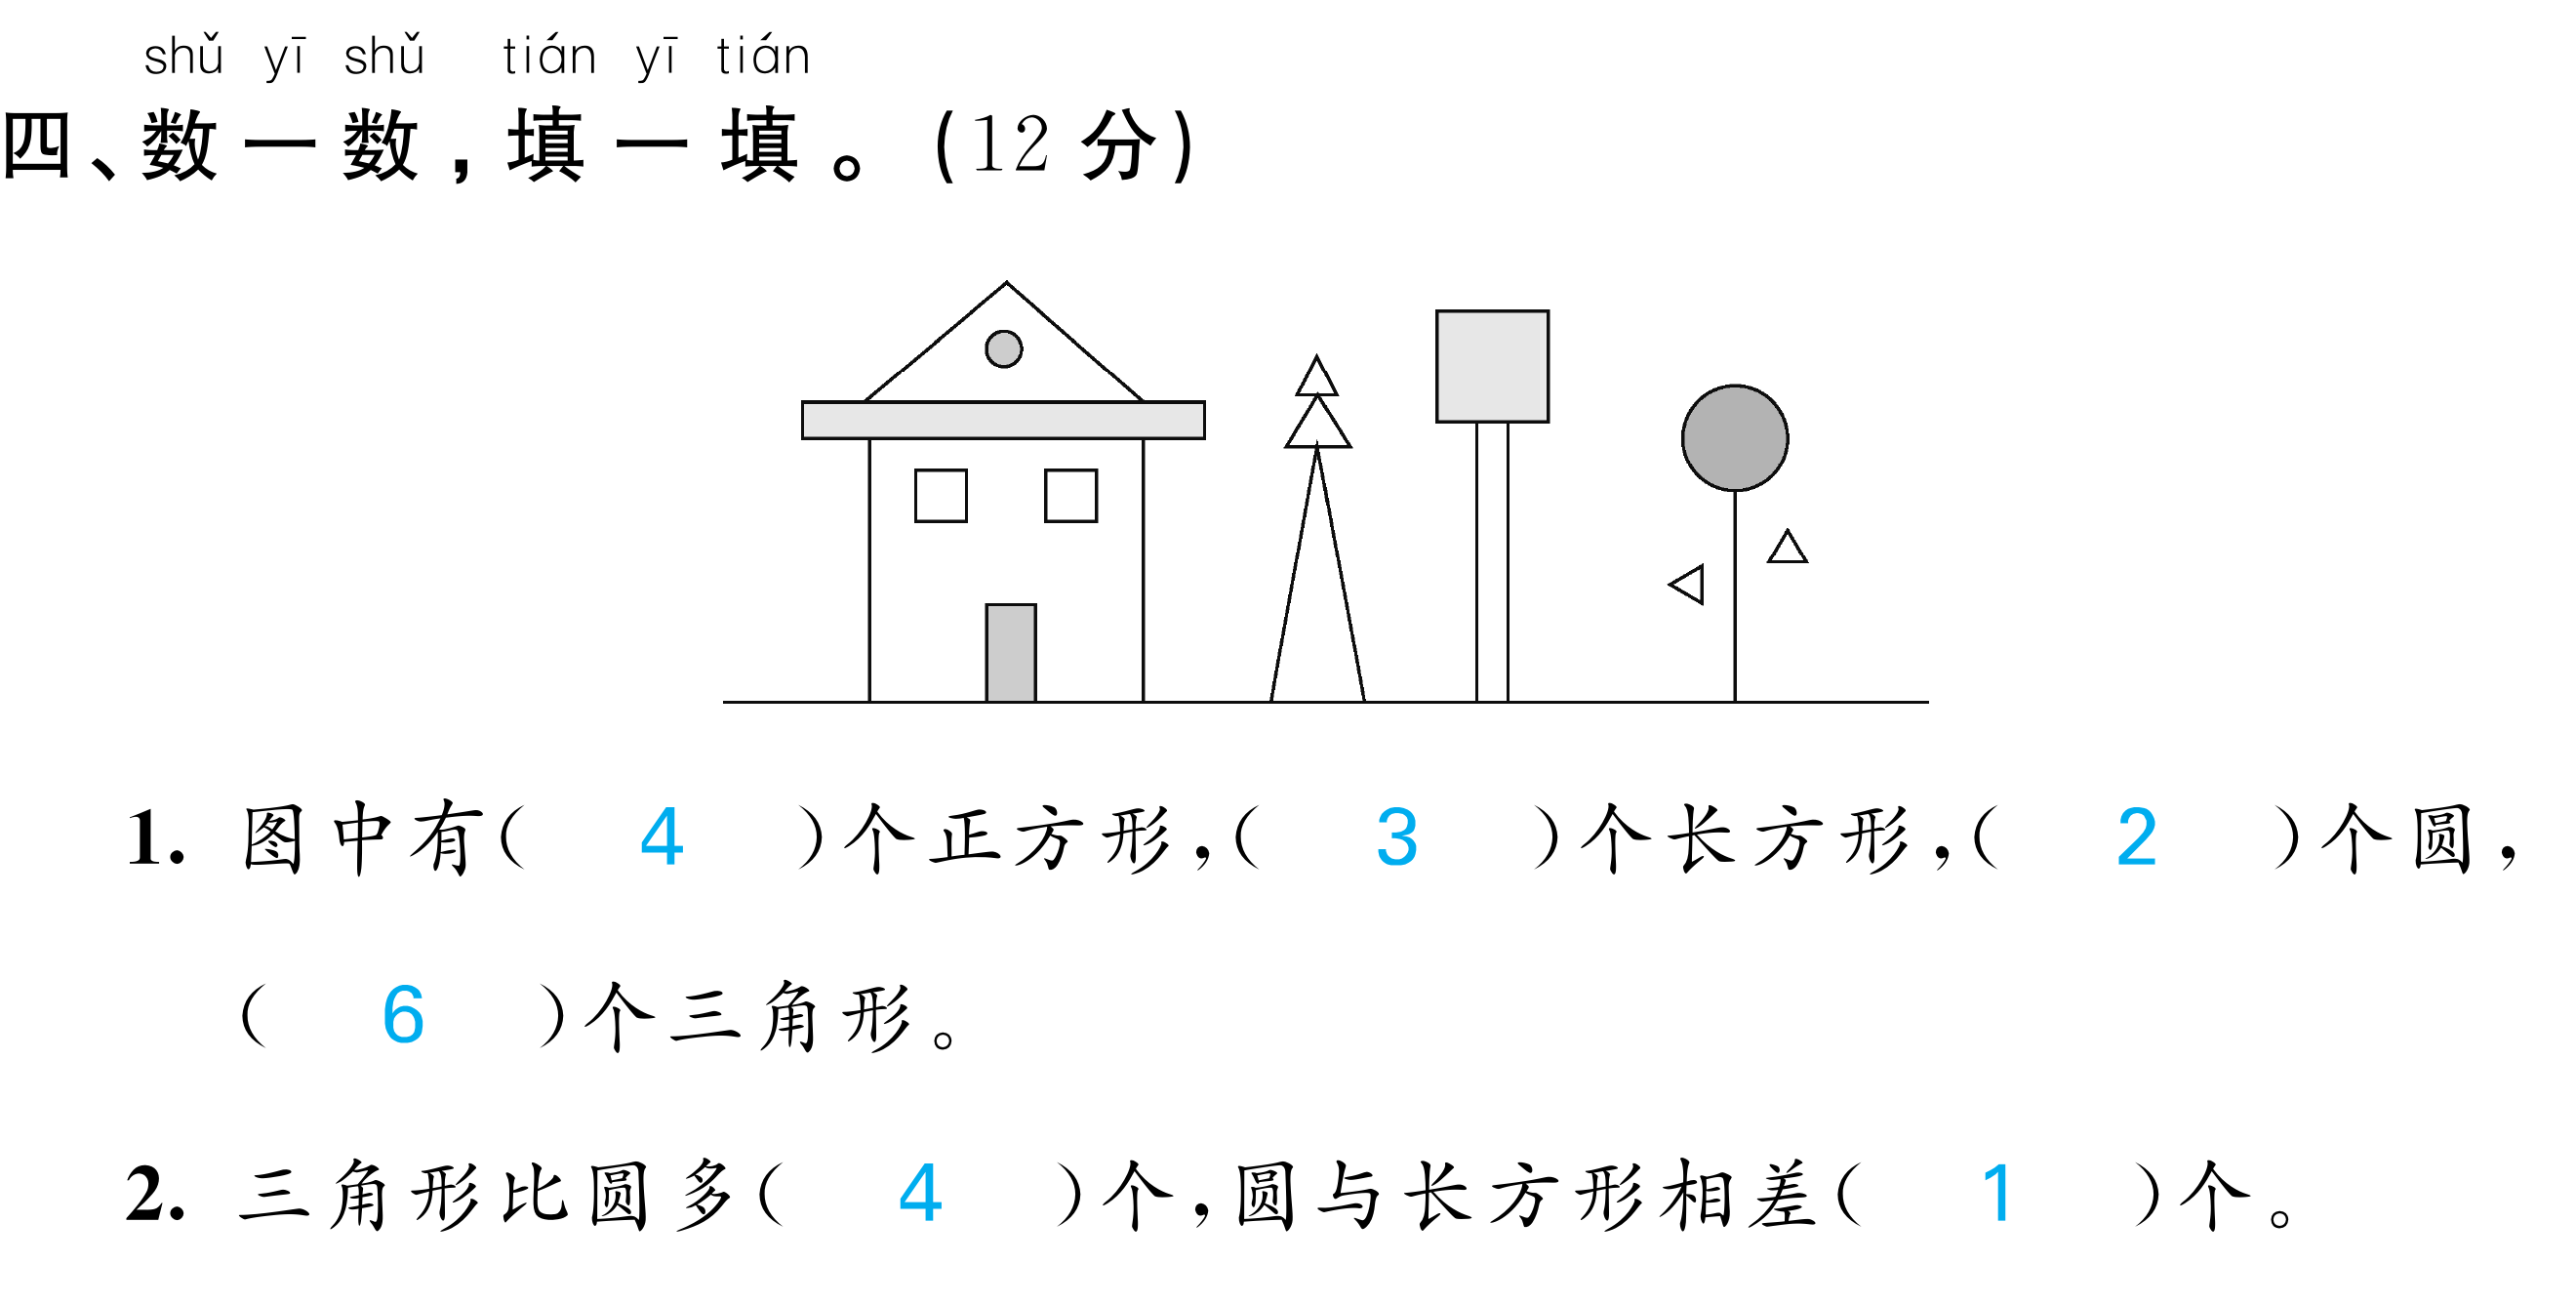 shǔ yī shǔ tián yī tián
四、数一数,填一填。(12分)
1. 图中有( 4 )个正方形,( 3 )个长方形,( 2 )个圆,
( 6 )个三角形。
2. 三角形比圆多( 4 )个,圆与长方形相差( 1 )个。